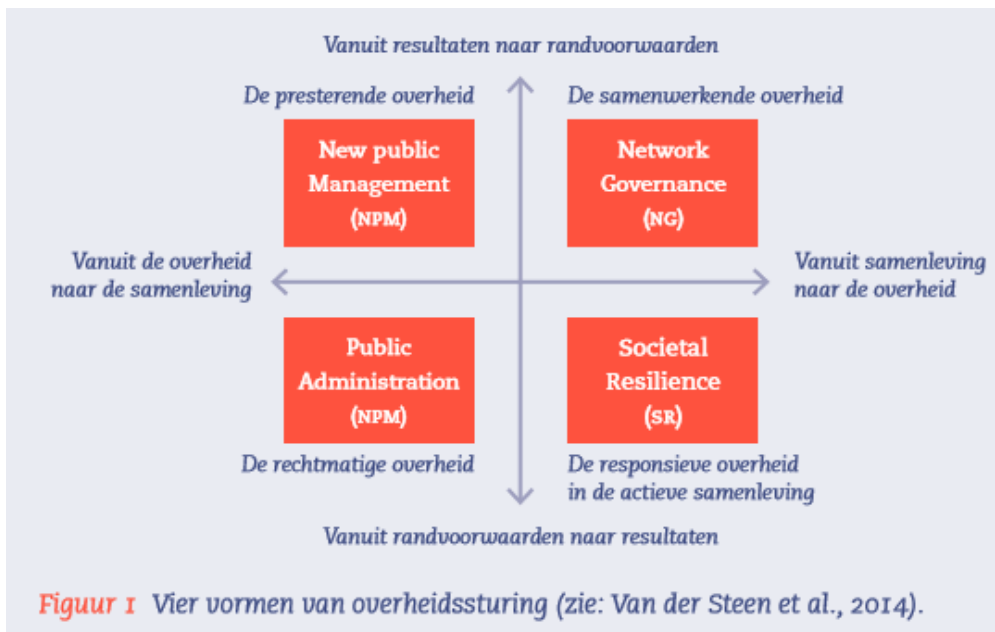 Vanuit resultaten naar randvoorwaarden
De presterende overheid
De samenwerkende overheid
New public
Management
(NPM)
Network
Governance
(NG)
Vanuit de overheid
naar de samenleving
Vanuit samenleving
naar de overheid
Public
Administration
(NPM)
Societal
Resilience
(SR)
De rechtmatige overheid
De responsieve overheid
in de actieve samenleving
Vanuit randvoorwaarden naar resultaten
Figuur 1 Vier vormen van overheidssturing (zie: Van der Steen et al., 2014).